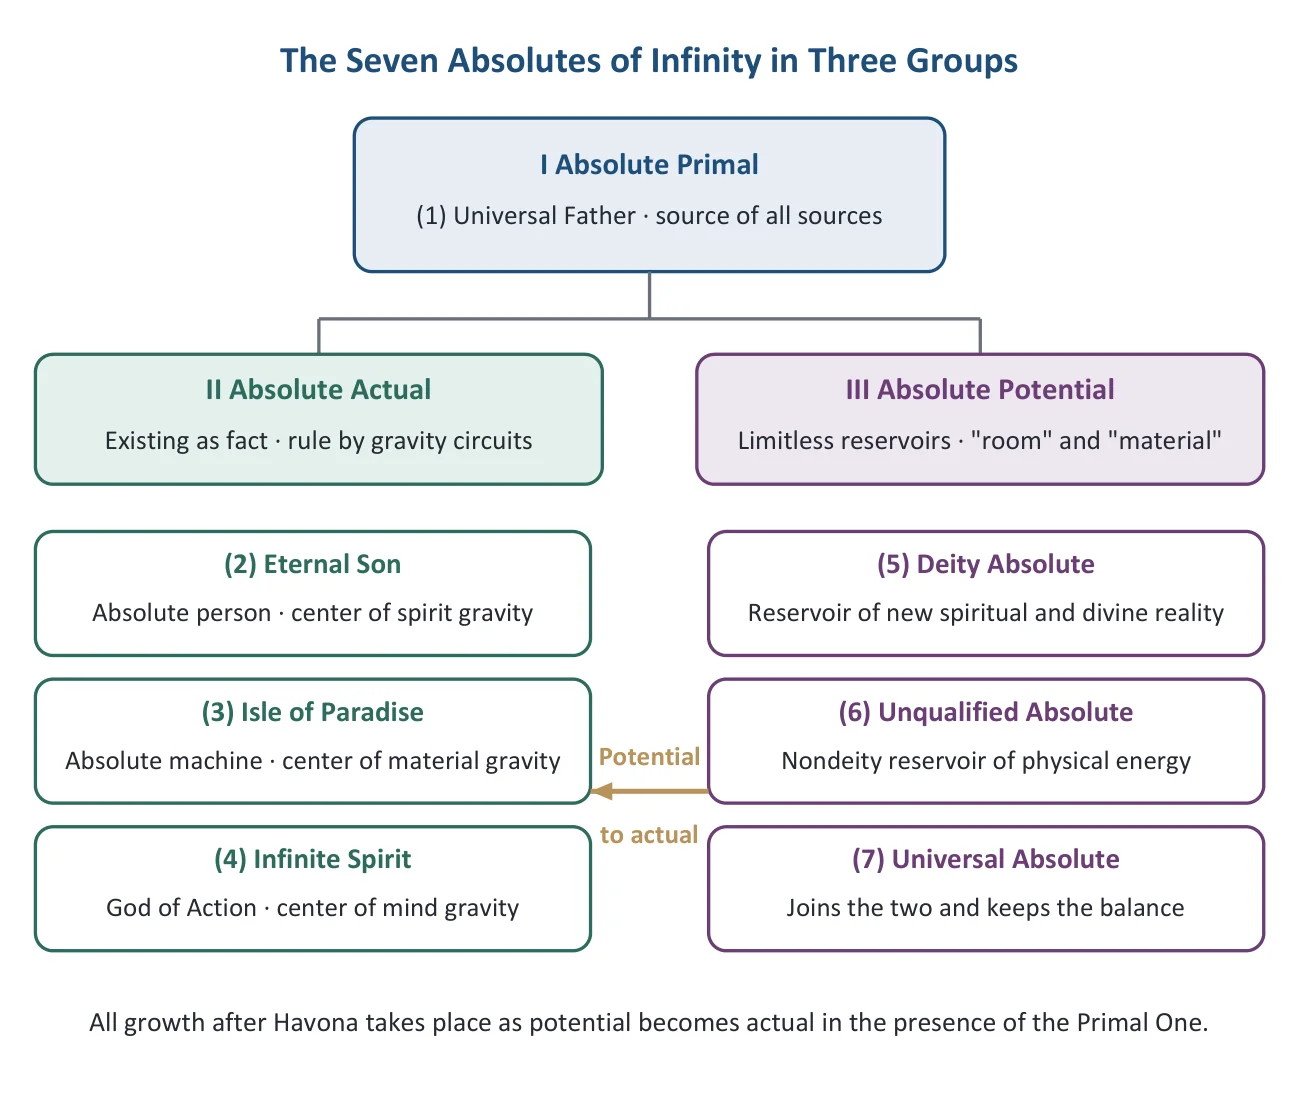 The Seven Absolutes of Infinity in Three Groups
I Absolute Primal
(1) Universal Father · source of all sources
II Absolute Actual
Existing as fact · rule by gravity circuits
III Absolute Potential
Limitless reservoirs · "room" and "material"
(2) Eternal Son
Absolute person · center of spirit gravity
(5) Deity Absolute
Reservoir of new spiritual and divine reality
(3) Isle of Paradise
Absolute machine · center of material gravity
Potential
to actual
(6) Unqualified Absolute
Nondeity reservoir of physical energy
(4) Infinite Spirit
God of Action · center of mind gravity
(7) Universal Absolute
Joins the two and keeps the balance
All growth after Havona takes place as potential becomes actual in the presence of the Primal One.